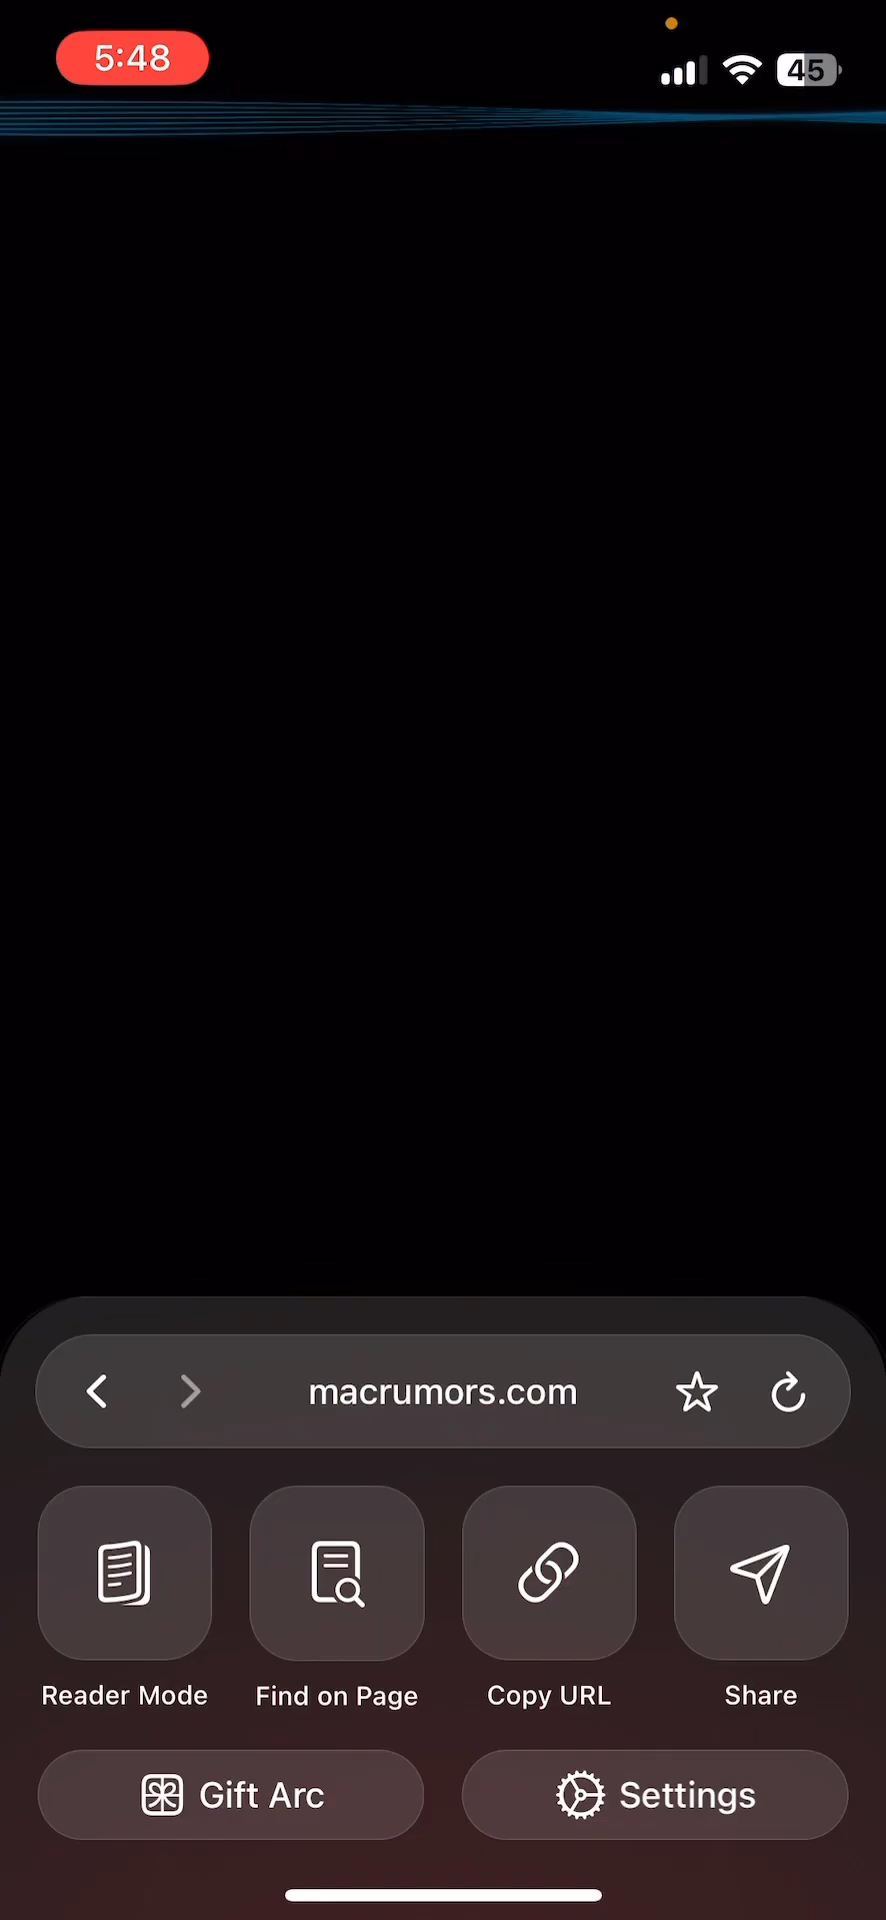 5:48
45
macrumors.com
Reader Mode
Find on Page
Copy URL
Share
Gift Arc
Settings